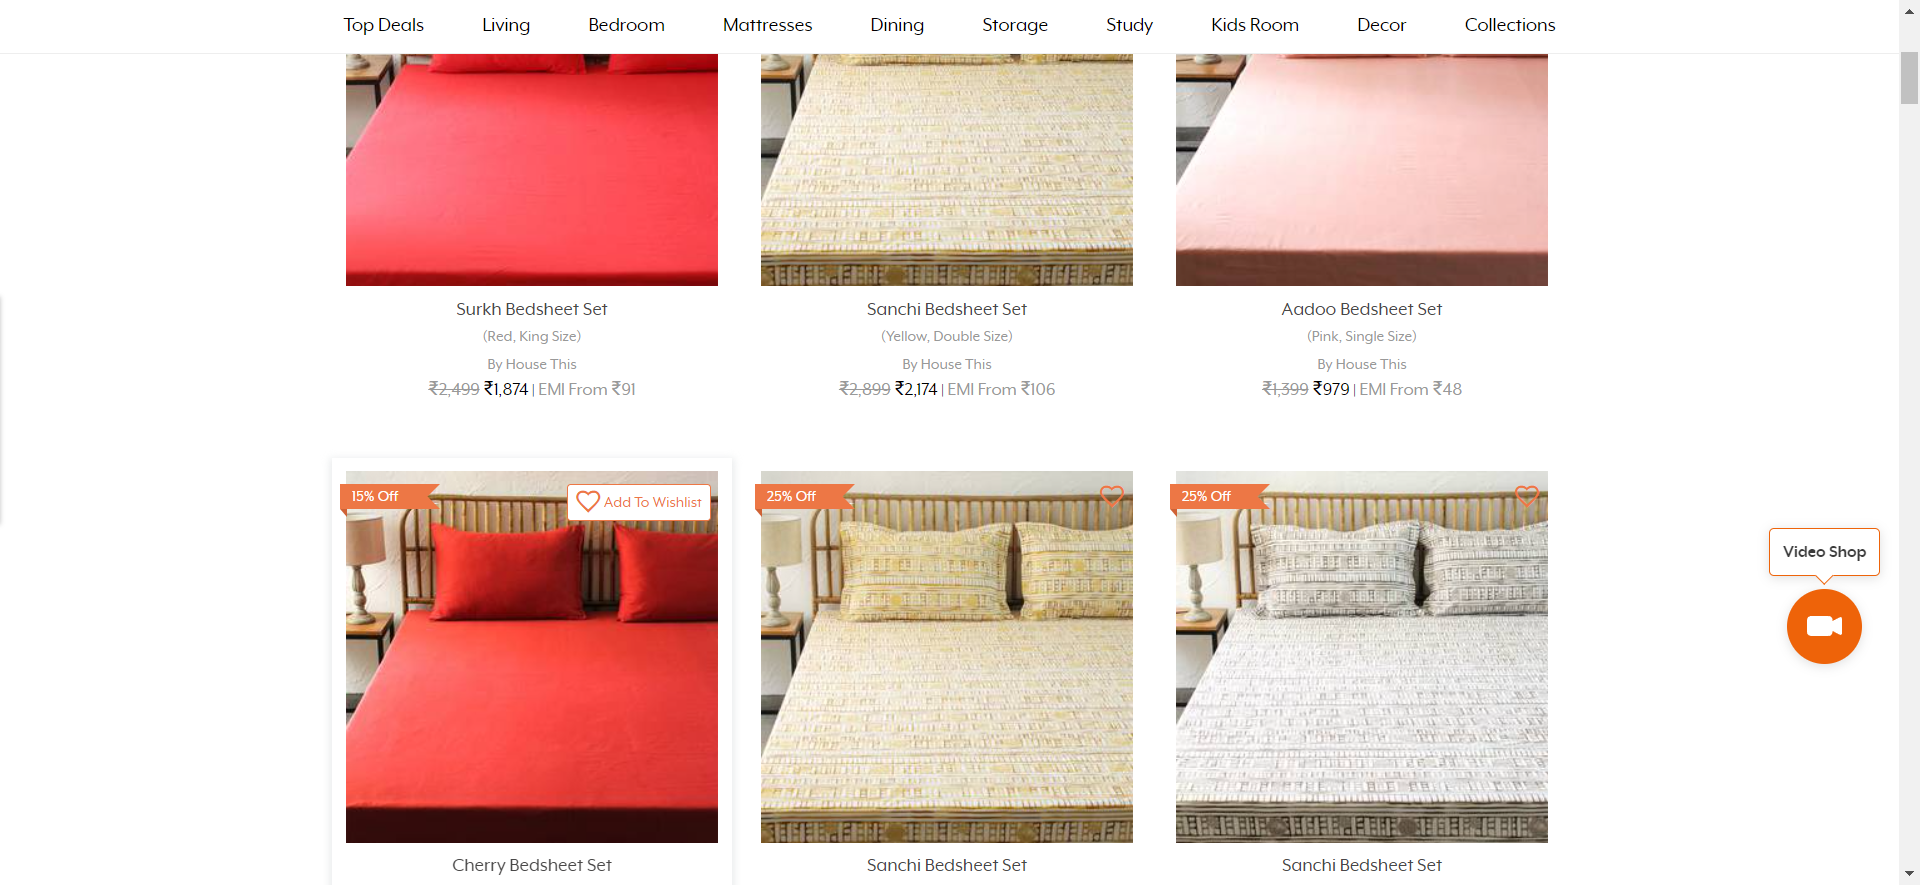 Top Deals Living Bedroom Mattresses Dining Storage Study Kids Room Decor Collections
Surkh Bedsheet Set
(Red, King Size)
By House This
₹2,499 ₹1,874 | EMI From ₹91
Sanchi Bedsheet Set
(Yellow, Double Size)
By House This
₹2,899 ₹2,174 | EMI From ₹106
Aadoo Bedsheet Set
(Pink, Single Size)
By House This
₹1,399 ₹979 | EMI From ₹48
15% Off
Add To Wishlist
Cherry Bedsheet Set
25% Off
Sanchi Bedsheet Set
25% Off
Sanchi Bedsheet Set
Video Shop